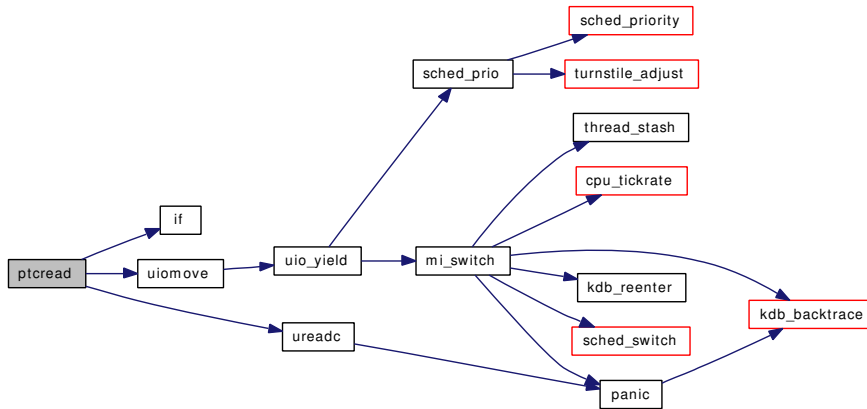 sched_priority
sched_prio
turnstile_adjust
thread_stash
cpu_tickrate
if
uio_yield
mi_switch
ptcread
uiomove
kdb_reenter
kdb_backtrace
ureadc
sched_switch
panic